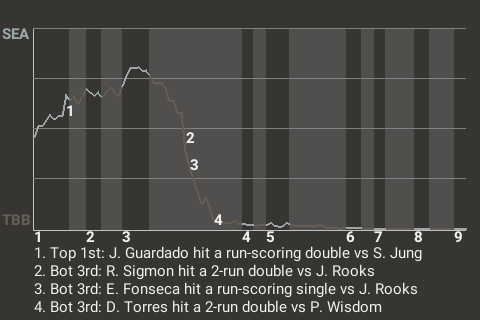 SEA
1
2
3
4
TBB
1 2 3 4 5 6 7 8 9
1. Top 1st: J. Guardado hit a run-scoring double vs S. Jung
2. Bot 3rd: R. Sigmon hit a 2-run double vs J. Rooks
3. Bot 3rd: E. Fonseca hit a run-scoring single vs J. Rooks
4. Bot 3rd: D. Torres hit a 2-run double vs P. Wisdom